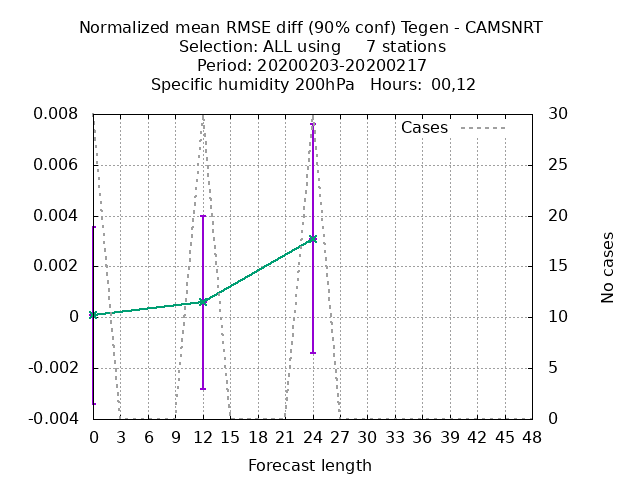 Normalized mean RMSE diff (90% conf) Tegen - CAMSNRT
Selection: ALL using     7 stations
Period: 20200203-20200217
Specific humidity 200hPa   Hours:  00,12
Cases
0.008
0.006
0.004
0.002
0
-0.002
-0.004
30
25
20
15
10
5
0
No cases
0 3 6 9 12 15 18 21 24 27 30 33 36 39 42 45 48
Forecast length